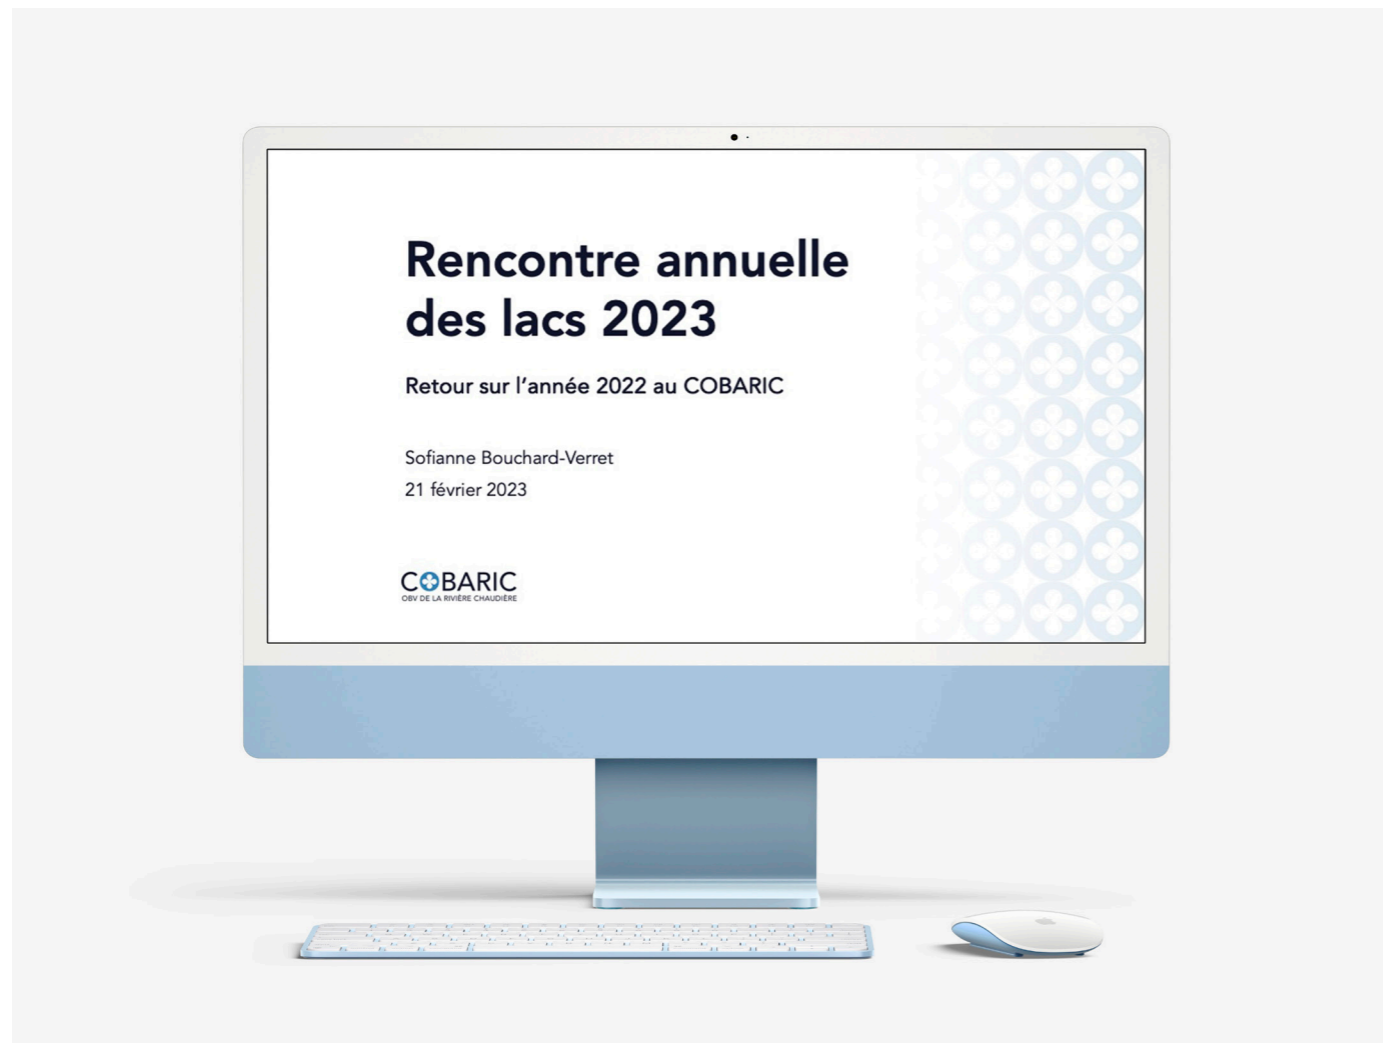 Rencontre annuelle
des lacs 2023
Retour sur l'année 2022 au COBARIC
Sofianne Bouchard-Verret
21 février 2023
COBARIC
OBV DE LA RIVIÈRE CHAUDIÈRE